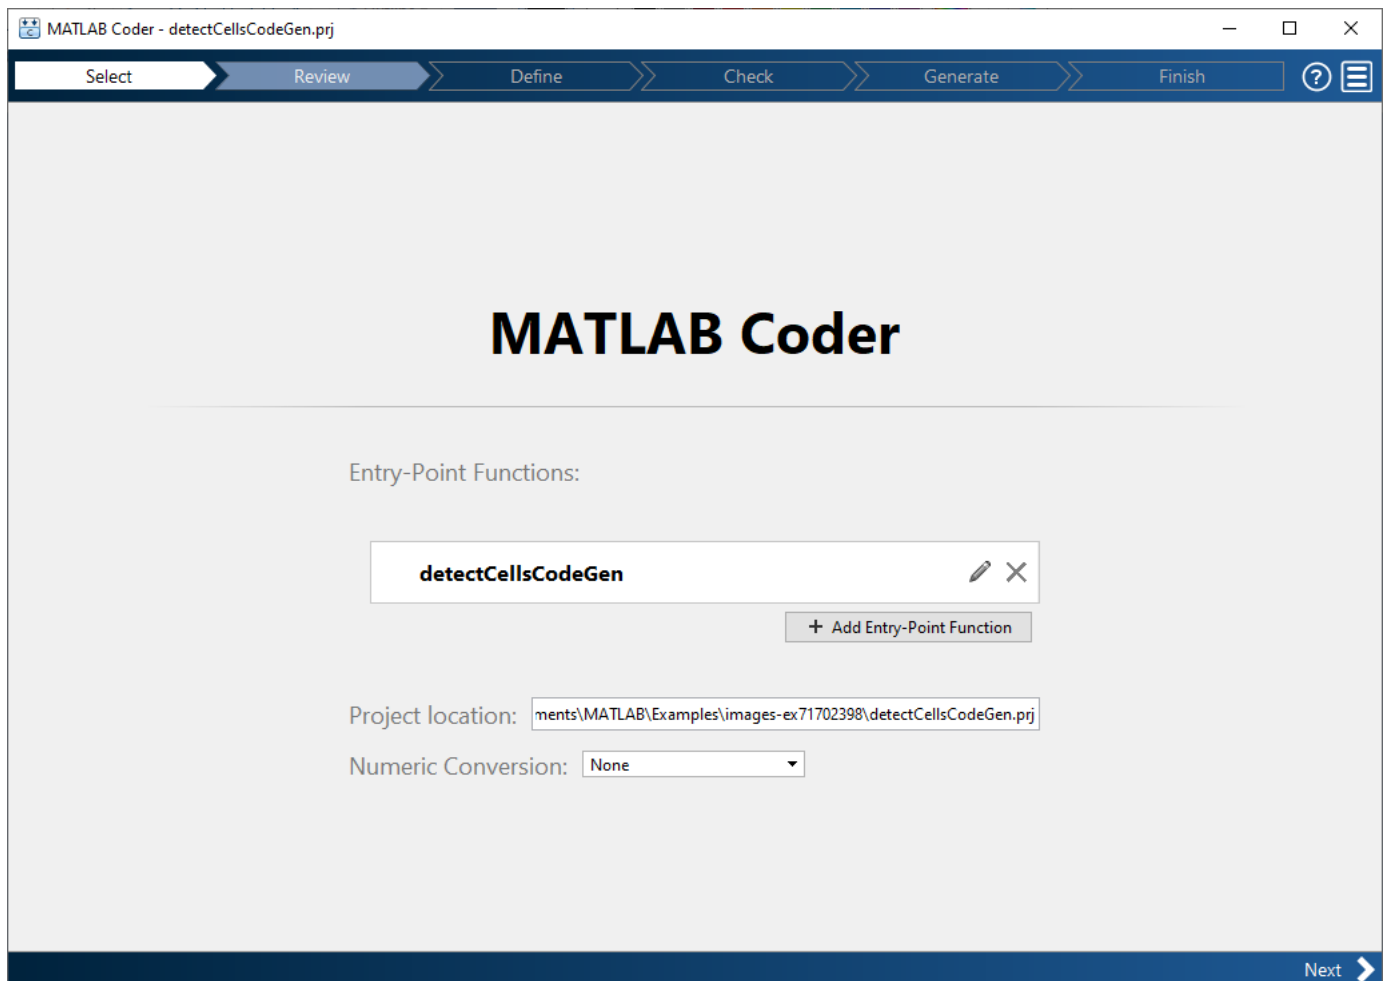 MATLAB Coder - detectCellsCodeGen.prj
Select Review Define Check Generate Finish ?
MATLAB Coder
Entry-Point Functions:
detectCellsCodeGen
+ Add Entry-Point Function
Project location: ments\MATLAB\Examples\images-ex71702398\detectCellsCodeGen.prj
Numeric Conversion: None
Next